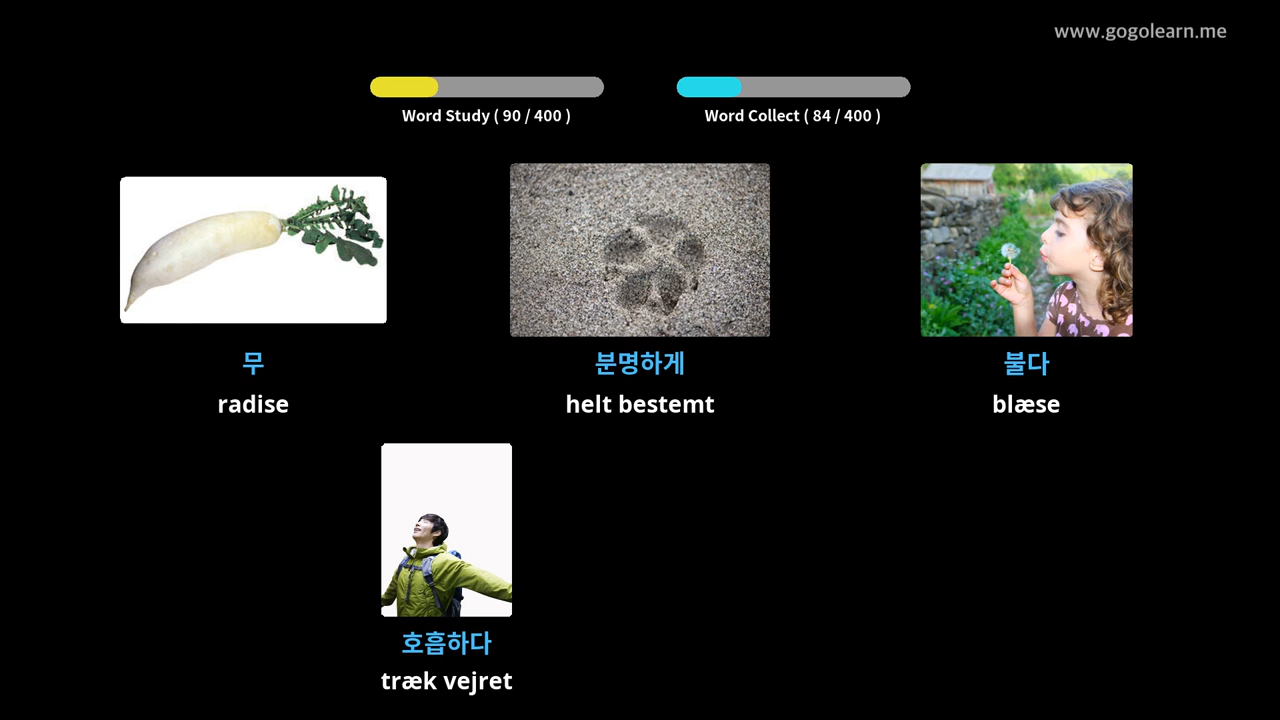 www.gogolearn.me
Word Study ( 90 / 400 )
Word Collect ( 84 / 400 )
무
radise
분명하게
helt bestemt
불다
blæse
호흡하다
træk vejret